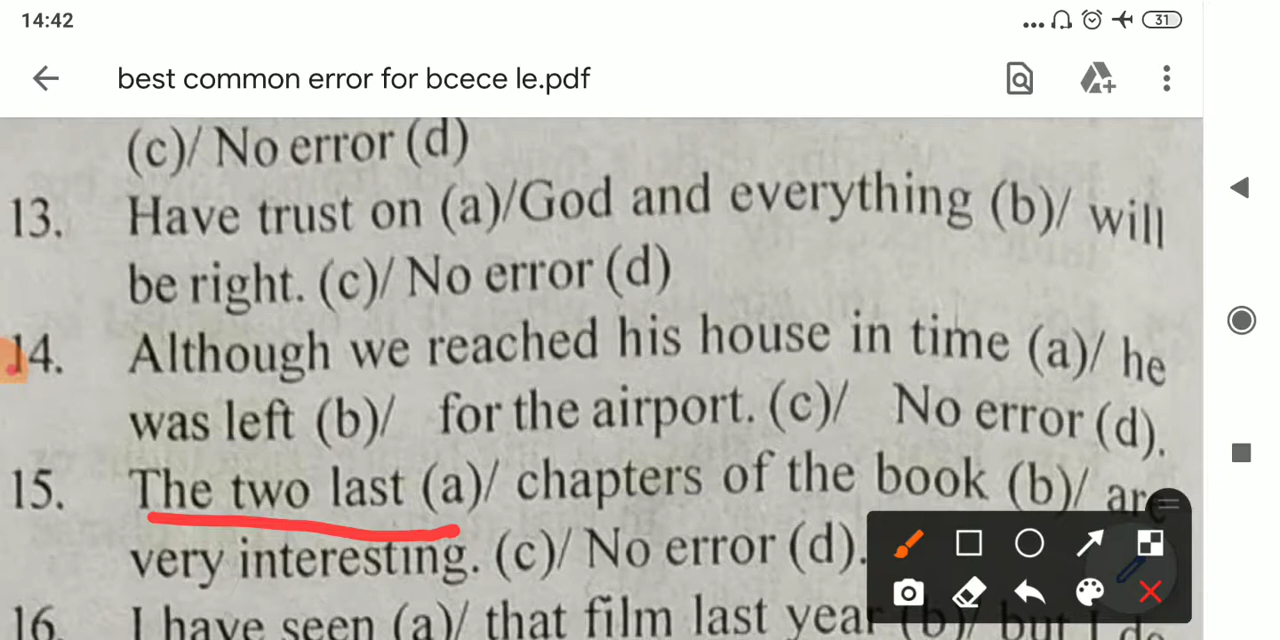 14:42
... 31
best common error for bcece le.pdf
(c)/ No error (d)
13. Have trust on (a)/God and everything (b)/ will
be right. (c)/ No error (d)
14. Although we reached his house in time (a)/ he
was left (b)/ for the airport. (c)/ No error (d).
15. The two last (a)/ chapters of the book (b)/ are
very interesting. (c)/ No error (d).
16. I have seen (a)/ that film last year (b)/ but I